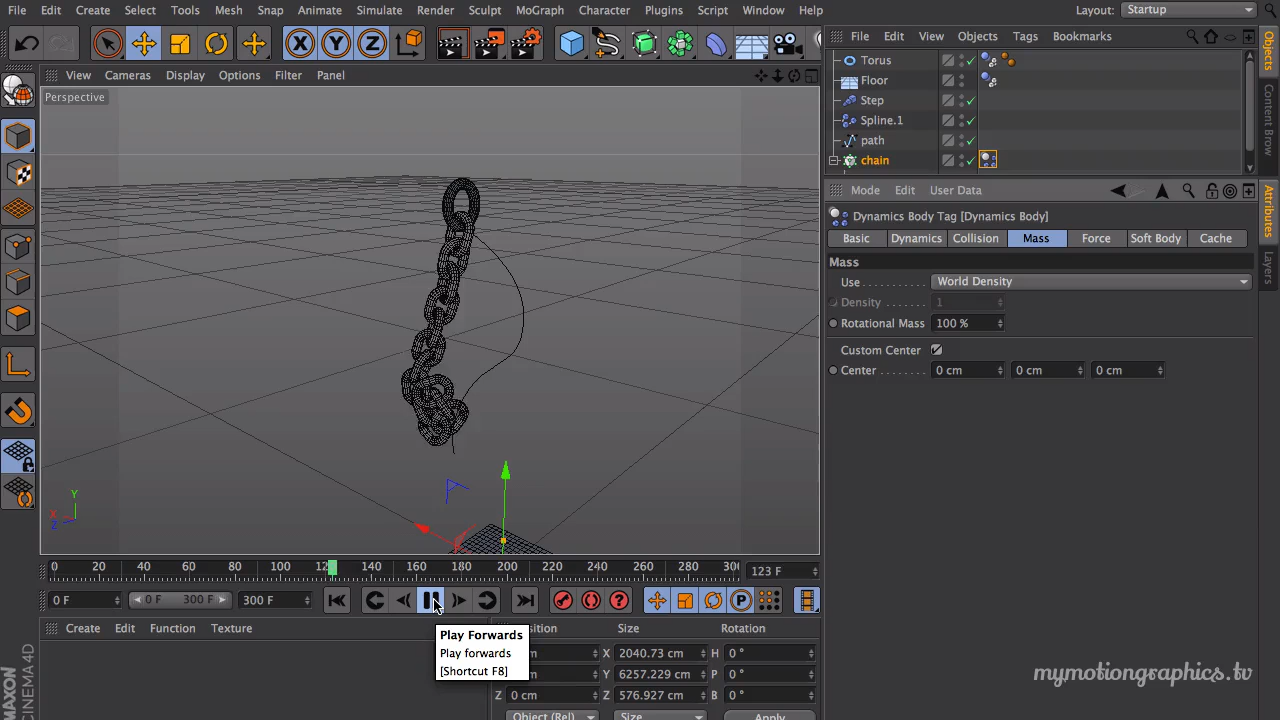 File Edit Create Select Tools Mesh Snap Animate Simulate Render Sculpt MoGraph Character Plugins Script Window Help Layout: Startup
X Y Z
File Edit View Objects Tags Bookmarks
View Cameras Display Options Filter Panel
Perspective
Torus
Floor
Step
Spline.1
path
chain
Objects
Content Brow
Attributes
Layers
Mode Edit User Data
Dynamics Body Tag [Dynamics Body]
Basic Dynamics Collision Mass Force Soft Body Cache
Mass
Use World Density
Density 1
Rotational Mass 100 %
Custom Center
Center 0 cm 0 cm 0 cm
Y
X
Z
0 20 40 60 80 100 12 140 160 180 200 220 240 260 280 30 123 F
0 F 0 F 300 F 300 F
P
Create Edit Function Texture
Play Forwards
Play forwards
[Shortcut F8]
osition Size Rotation
m X 2040.73 cm H 0 °
m Y 6257.229 cm P 0 °
Z 0 cm Z 576.927 cm B 0 °
Object (Rel) Size Apply
MAXON
CINEMA 4D
mymotiongraphics.tv